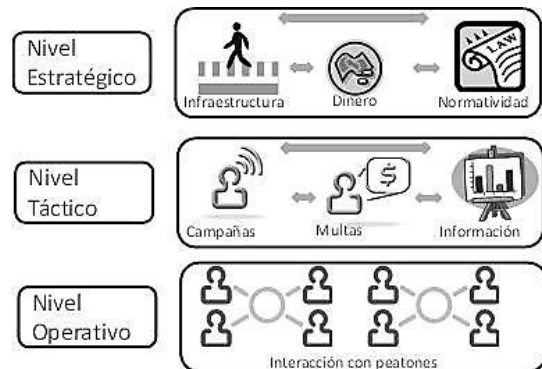 Nivel
Estratégico
Infraestructura
Dinero
Normatividad
LAW
Nivel
Táctico
$
Campañas
Multas
Información
Nivel
Operativo
Interacción con peatones